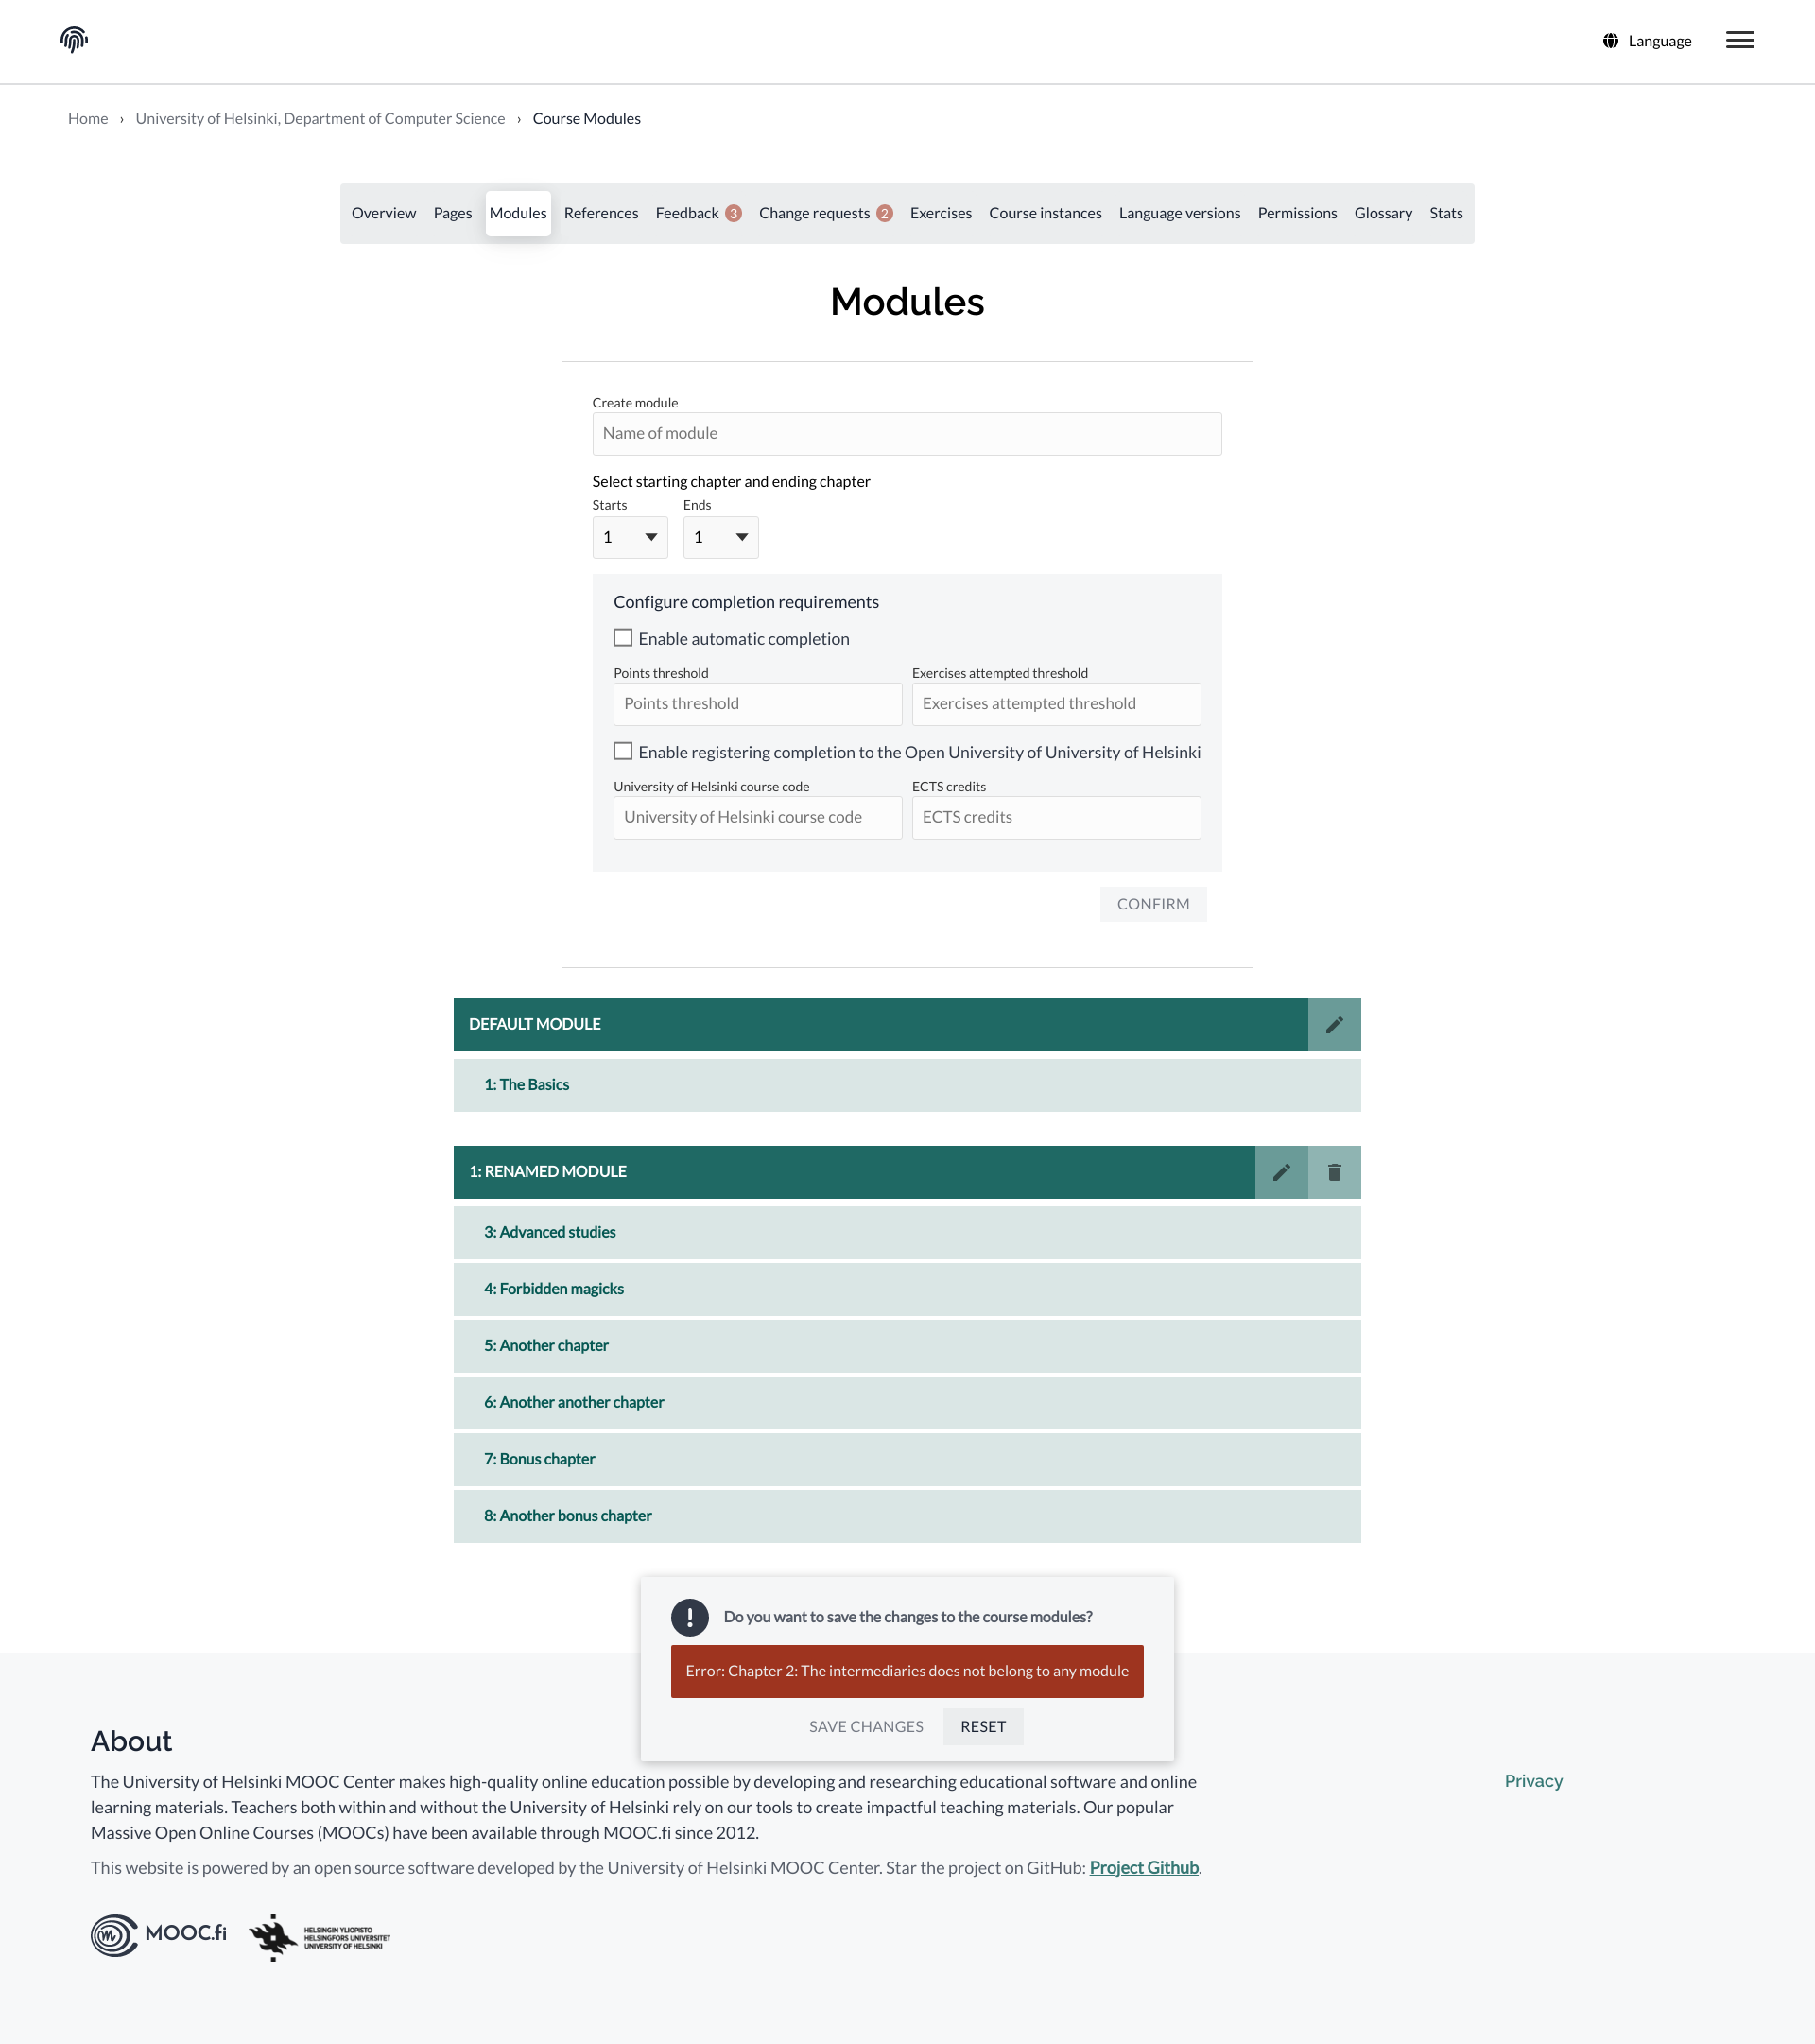 Language
Home › University of Helsinki, Department of Computer Science › Course Modules
Overview Pages Modules References Feedback 3 Change requests 2 Exercises Course instances Language versions Permissions Glossary Stats
Modules
Create module
Name of module
Select starting chapter and ending chapter
Starts Ends
1 1
Configure completion requirements
Enable automatic completion
Points threshold Exercises attempted threshold
Points threshold Exercises attempted threshold
Enable registering completion to the Open University of University of Helsinki
University of Helsinki course code ECTS credits
University of Helsinki course code ECTS credits
CONFIRM
DEFAULT MODULE
1: The Basics
1: RENAMED MODULE
3: Advanced studies
4: Forbidden magicks
5: Another chapter
6: Another another chapter
7: Bonus chapter
8: Another bonus chapter
Do you want to save the changes to the course modules?
Error: Chapter 2: The intermediaries does not belong to any module
SAVE CHANGES RESET
About
The University of Helsinki MOOC Center makes high-quality online education possible by developing and researching educational software and online
learning materials. Teachers both within and without the University of Helsinki rely on our tools to create impactful teaching materials. Our popular
Massive Open Online Courses (MOOCs) have been available through MOOC.fi since 2012.
This website is powered by an open source software developed by the University of Helsinki MOOC Center. Star the project on GitHub: Project Github.
Privacy
MOOC.fi
HELSINGIN YLIOPISTO
HELSINGFORS UNIVERSITET
UNIVERSITY OF HELSINKI